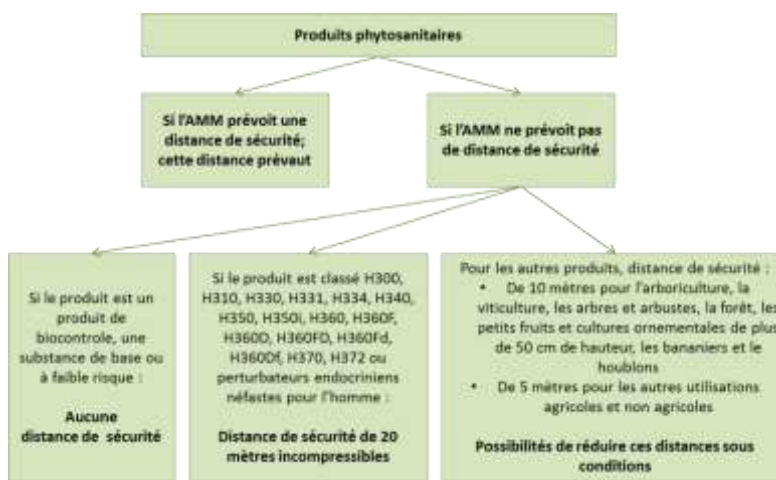 Produits phytosanitaires
Si l'AMM prévoit une
distance de sécurité;
cette distance prévaut
Si l'AMM ne prévoit pas
de distance de sécurité
Si le produit est un
produit de
biocontrole, une
substance de base ou
à faible risque :
Aucune
distance de sécurité
Si le produit est classé H300,
H310, H330, H331, H334, H340,
H350, H350i, H360, H360F,
H360D, H360FD, H360Fd,
H360Df, H370, H372 ou
perturbateurs endocriniens
néfastes pour l'homme :
Distance de sécurité de 20
mètres incompressibles
Pour les autres produits, distance de sécurité :
• De 10 mètres pour l'arboriculture, la
viticulture, les arbres et arbustes, la forêt, les
petits fruits et cultures ornementales de plus
de 50 cm de hauteur, les bananiers et le
houblons
• De 5 mètres pour les autres utilisations
agricoles et non agricoles
Possibilités de réduire ces distances sous
conditions